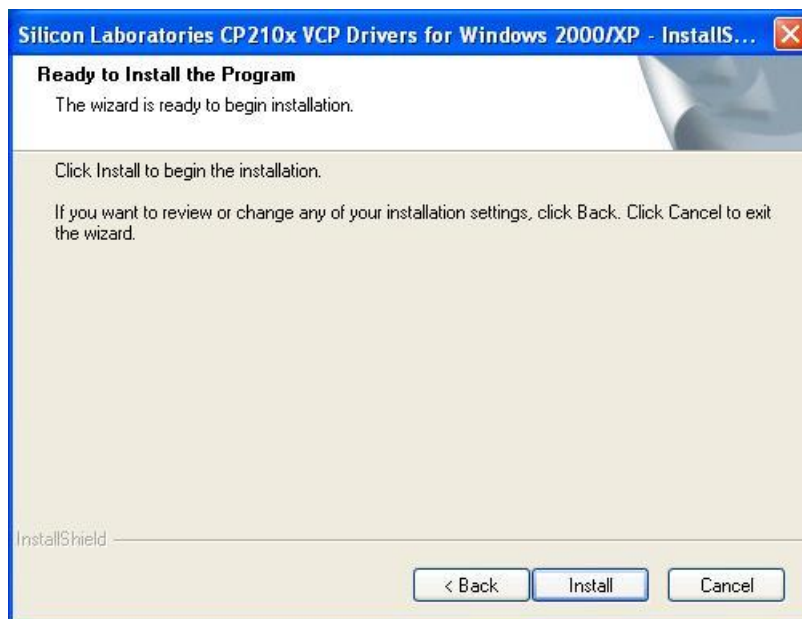 Silicon Laboratories CP210x VCP Drivers for Windows 2000/XP - InstallS...
Ready to Install the Program
The wizard is ready to begin installation.
Click Install to begin the installation.
If you want to review or change any of your installation settings, click Back. Click Cancel to exit
the wizard.
InstallShield
< Back Install Cancel